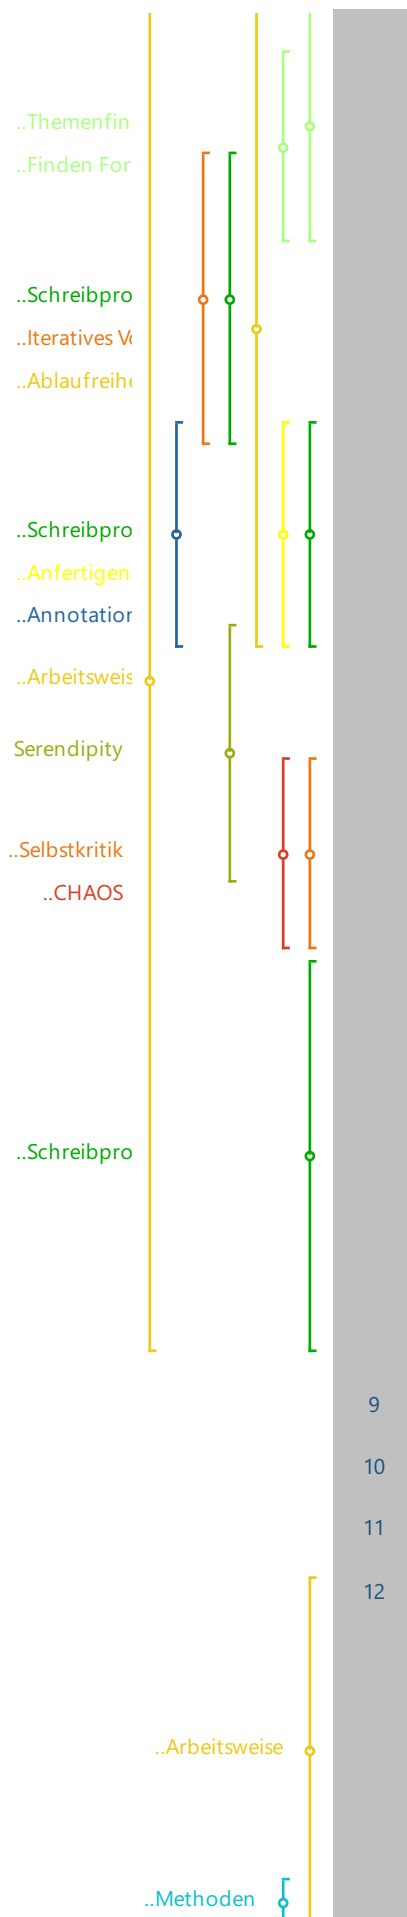 ..Themenfin
..Finden For
..Schreibpro
..Iteratives Vo
..Ablaufreihe
..Schreibpro
..Anfertigen
..Annotation
..Arbeitsweis
Serendipity
..Selbstkritik
..CHAOS
..Schreibpro
9
10
11
12
..Arbeitsweise
..Methoden